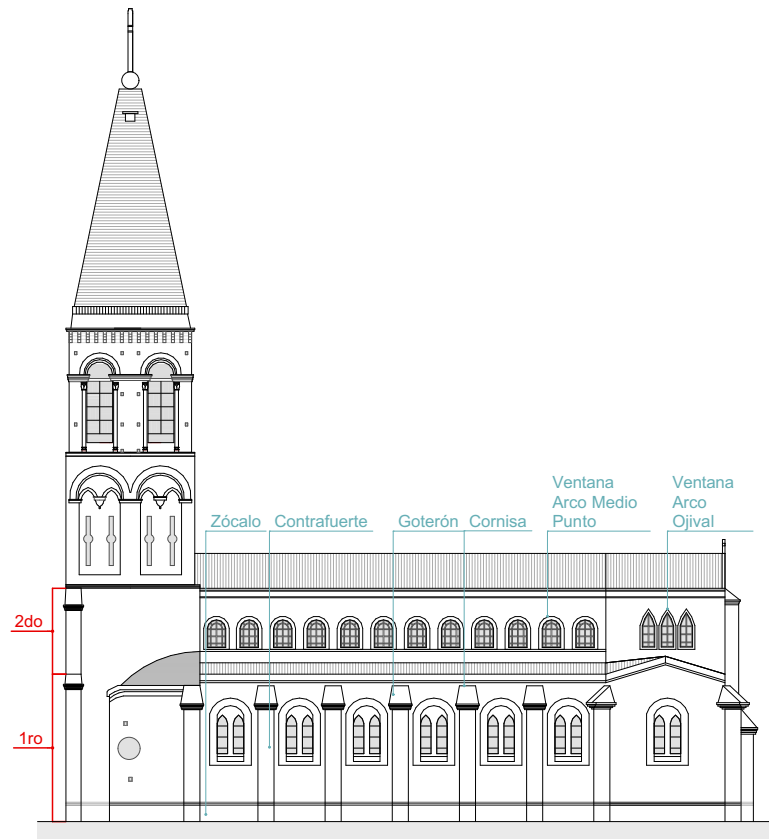 Ventana
Arco Medio
Punto
Ventana
Arco
Ojival
Zócalo
Contrafuerte
Goterón
Cornisa
2do
1ro